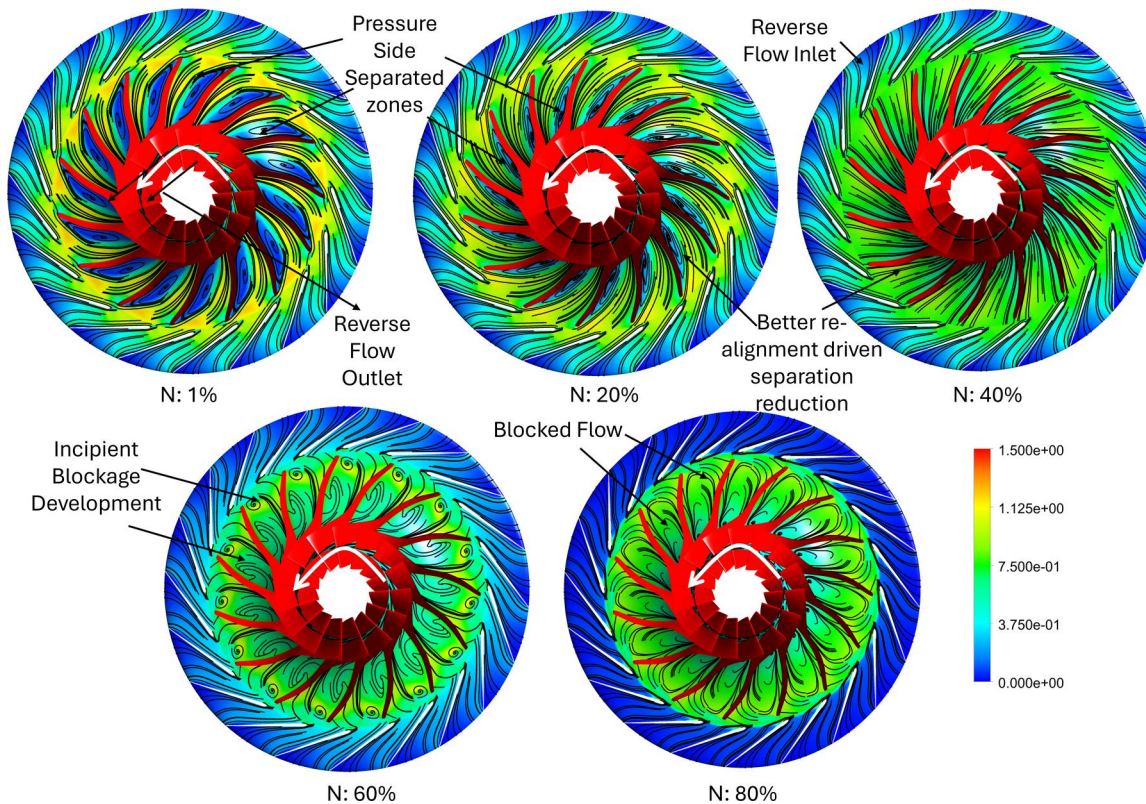 Pressure
Side
Separated
zones
Reverse
Flow Inlet
Reverse
Flow
Outlet
Better re-
alignment driven
separation
reduction
N: 1%
N: 20%
N: 40%
Incipient
Blockage
Development
Blocked Flow
1.500e+00
1.125e+00
7.500e-01
3.750e-01
0.000e+00
N: 60%
N: 80%